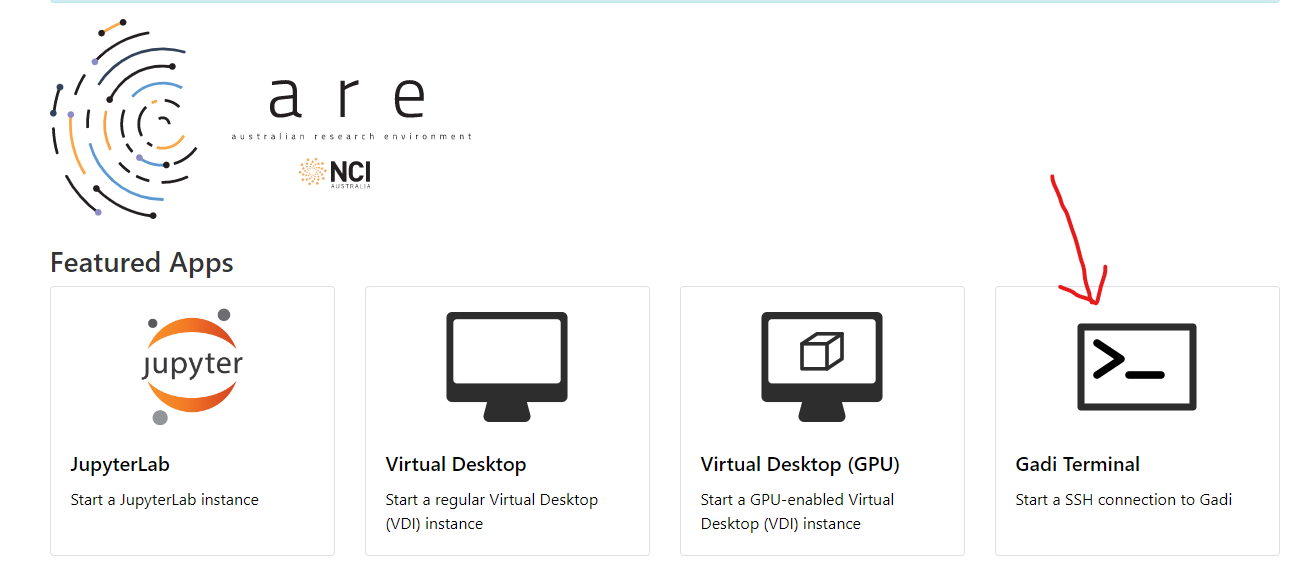 are
australian research environment
NCI
AUSTRALIA
Featured Apps
jupyter
>_
JupyterLab
Start a JupyterLab instance
Virtual Desktop
Start a regular Virtual Desktop
(VDI) instance
Virtual Desktop (GPU)
Start a GPU-enabled Virtual
Desktop (VDI) instance
Gadi Terminal
Start a SSH connection to Gadi